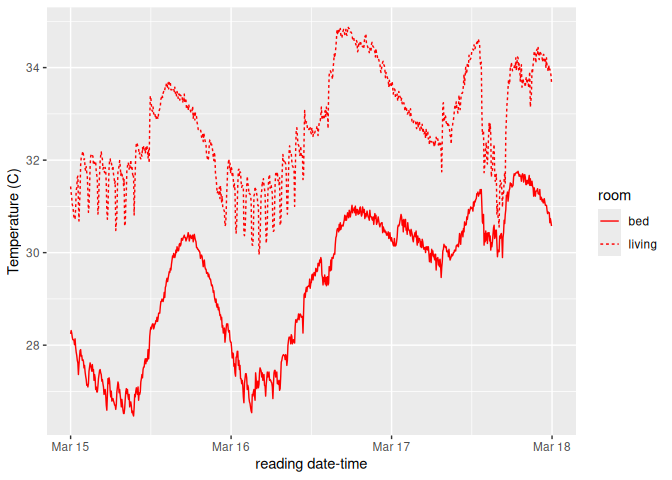 34
32
30
28
Temperature (C)
Mar 15
Mar 16
Mar 17
Mar 18
reading date-time
room
bed
living